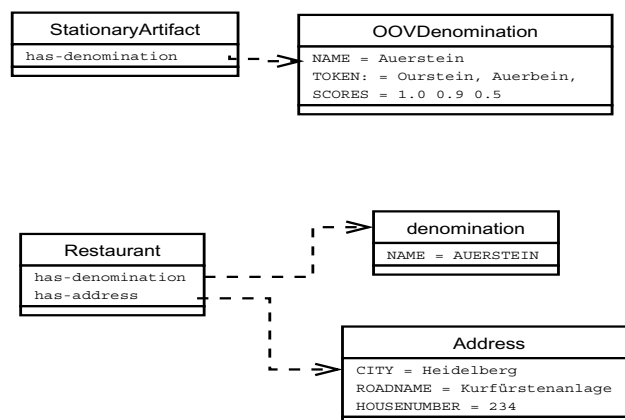 StationaryArtifact
has-denomination
OOVDenomination
NAME = Auerstein
TOKEN: = Ourstein, Auerbein,
SCORES = 1.0 0.9 0.5
Restaurant
has-denomination
has-address
denomination
NAME = AUERSTEIN
Address
CITY = Heidelberg
ROADNAME = Kurfürstenanlage
HOUSENUMBER = 234